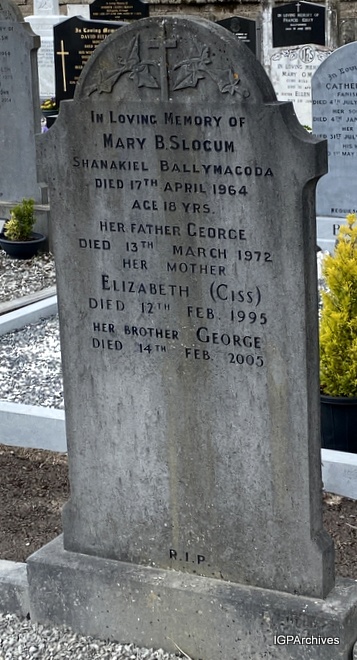 In Loving Memory of
Mary B. Slocum
Shanakiel Ballymacoda
died 17th April 1964
age 18 yrs.
her father George
died 13th March 1972
her mother
Elizabeth (Ciss)
died 12th Feb. 1995
her brother George
died 14th Feb. 2005
R.I.P
IGPArchives